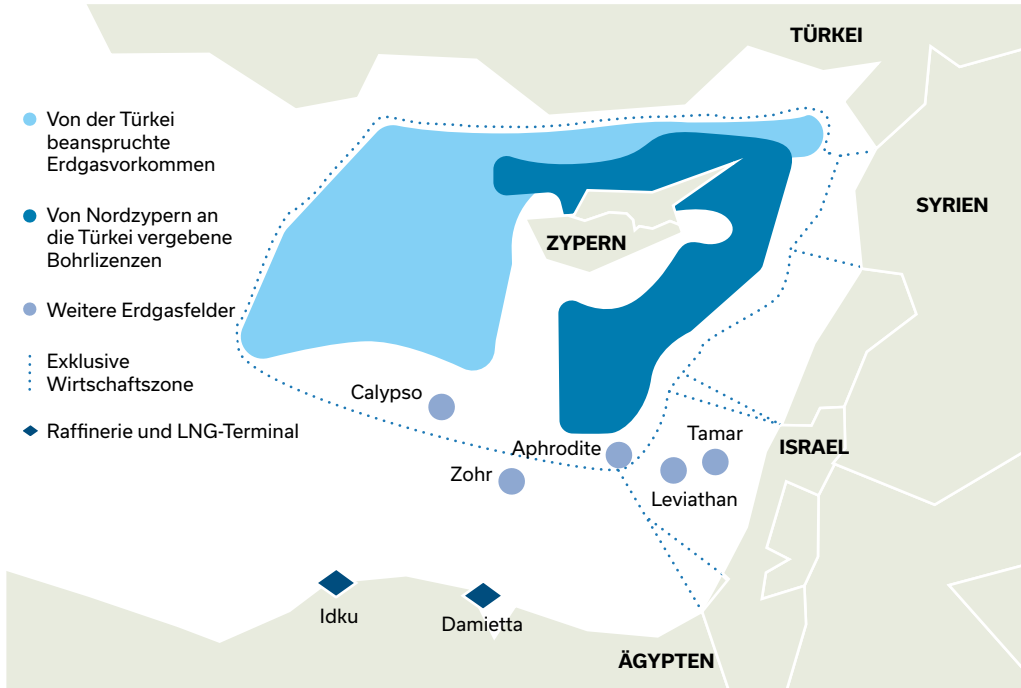 TÜRKEI
Von der Türkei
beanspruchte
Erdgasvorkommen
Von Nordzypern an
die Türkei vergebene
Bohrlizenzen
Weitere Erdgasfelder
Exklusive
Wirtschaftszone
Raffinerie und LNG-Terminal
SYRIEN
ZYPERN
Calypso
Aphrodite
Tamar
ISRAEL
Zohr
Leviathan
Idku
Damietta
ÄGYPTEN